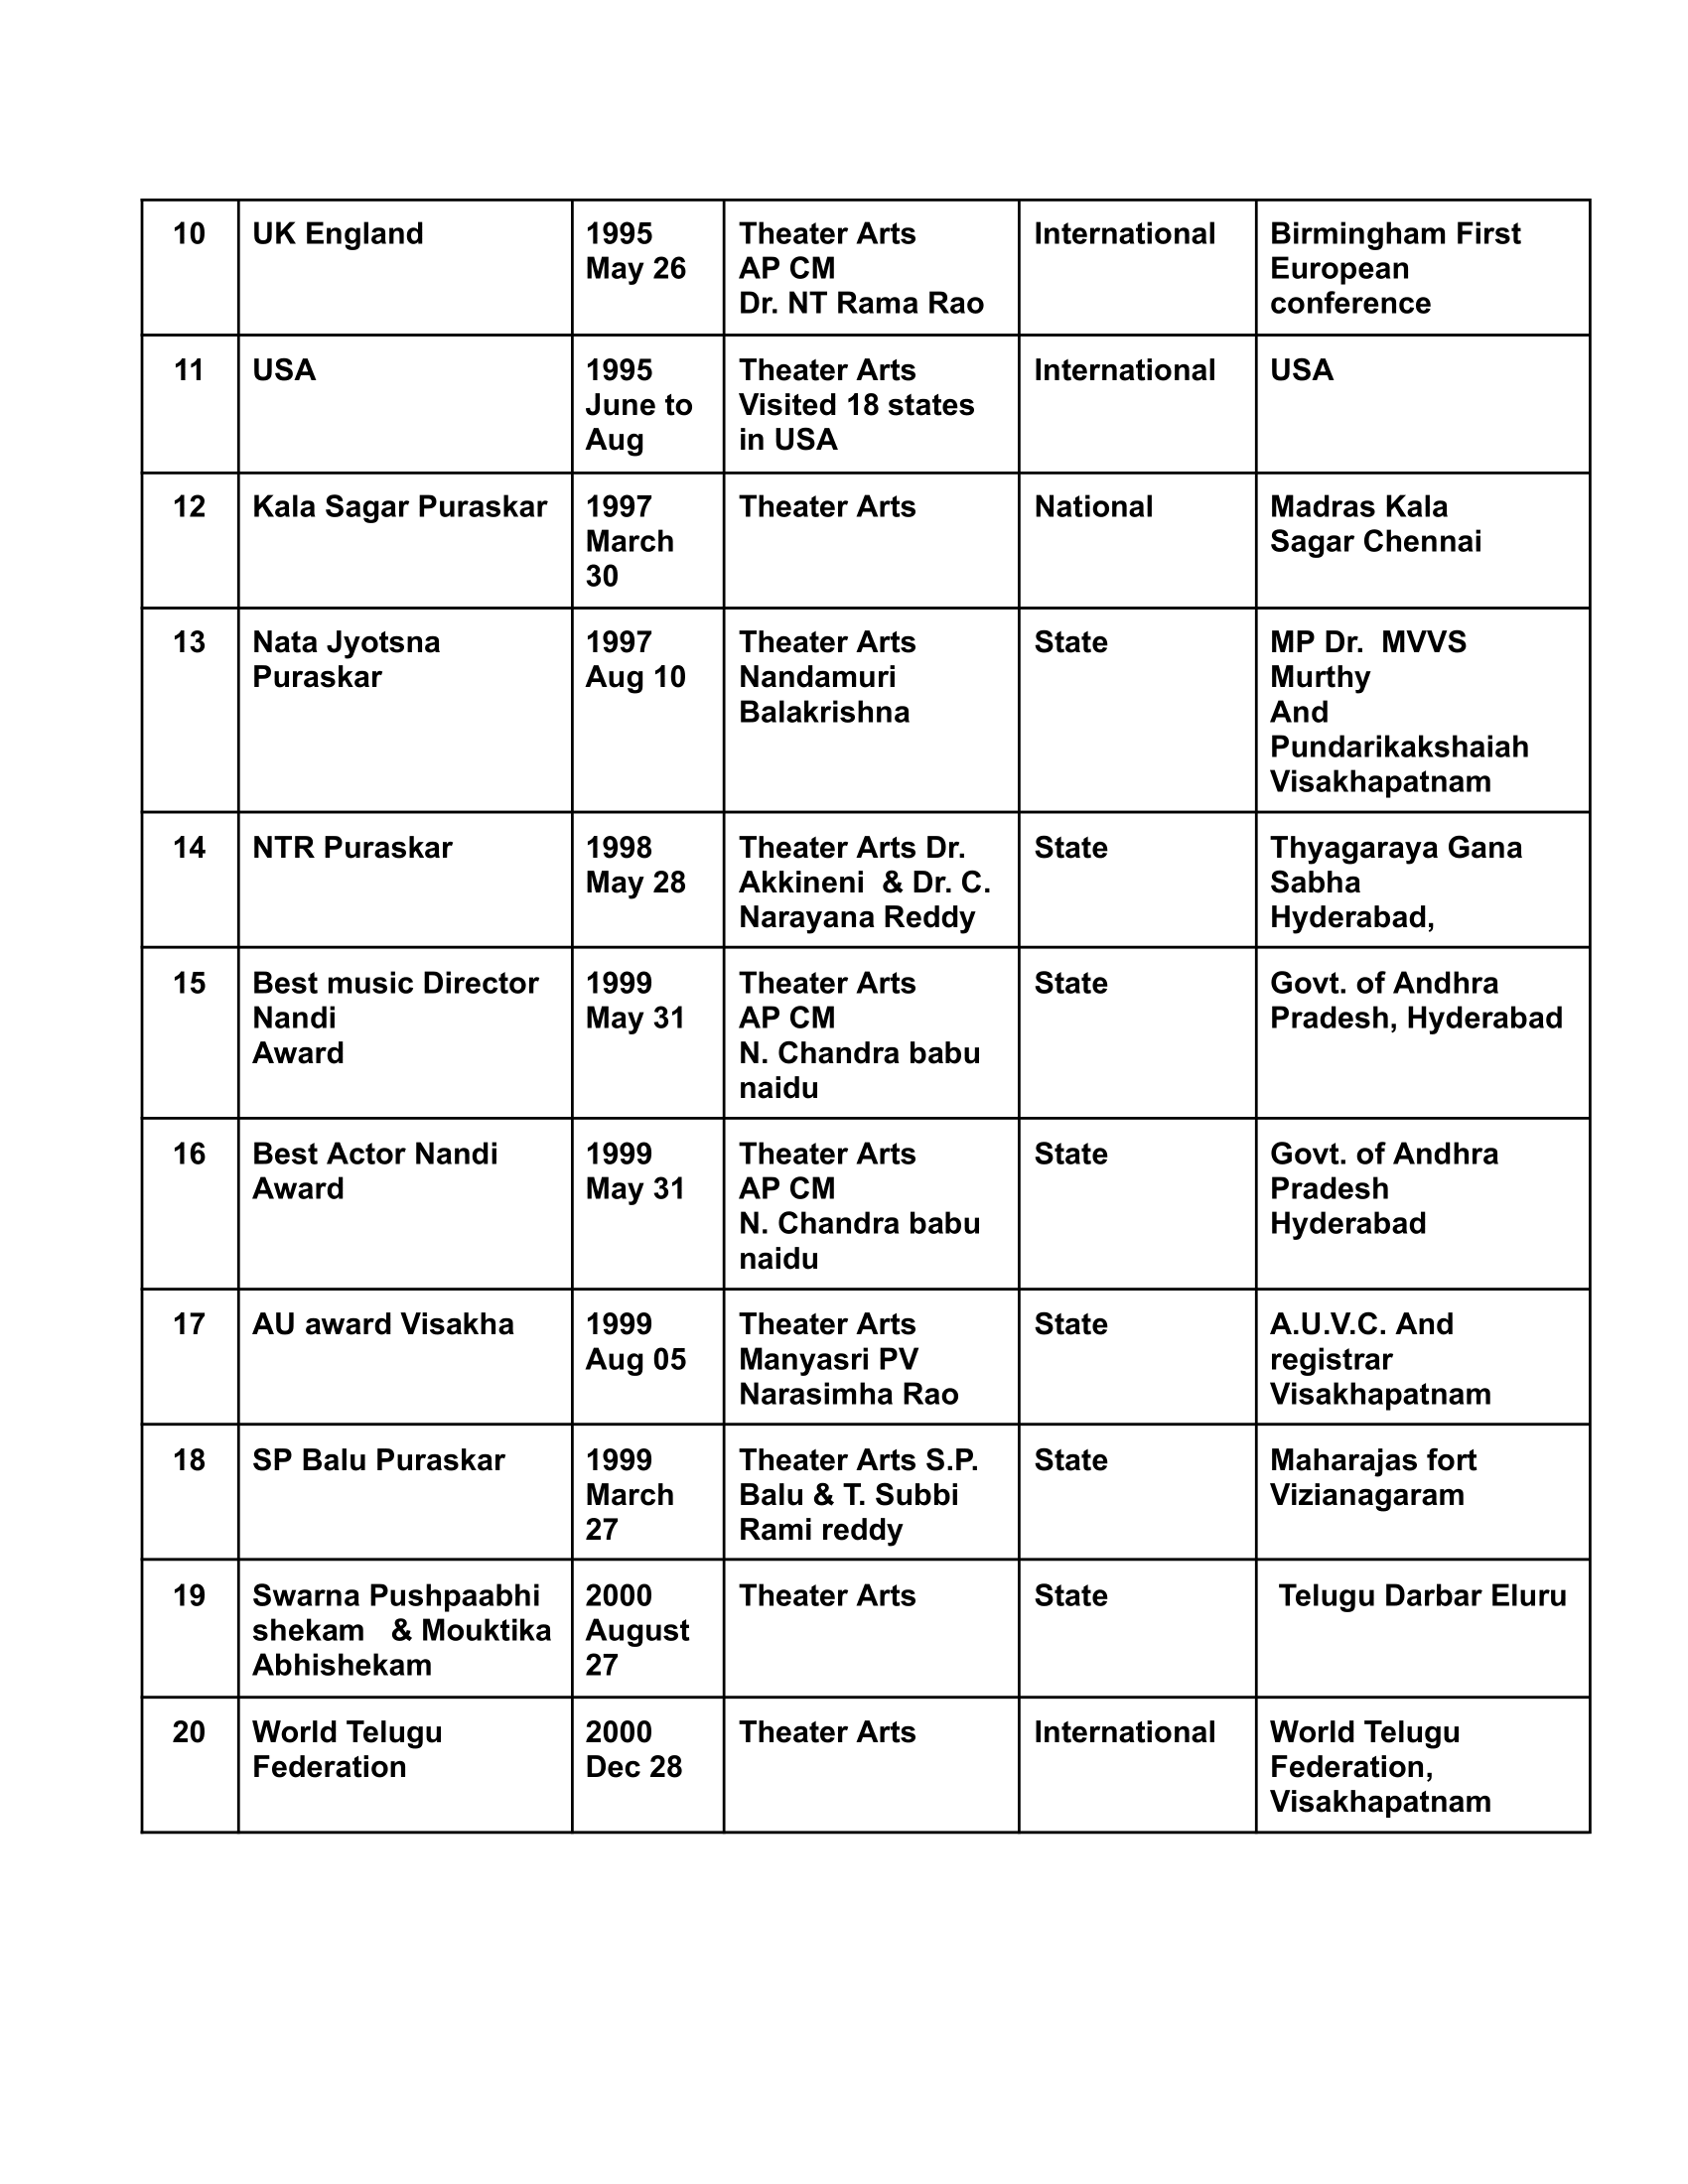 10
UK England
1995
May 26
Theater Arts
AP CM
Dr. NT Rama Rao
International
Birmingham First
European
conference
11
USA
1995
June to
Aug
Theater Arts
Visited 18 states
in USA
International
USA
12
Kala Sagar Puraskar
1997
March
30
Theater Arts
National
Madras Kala
Sagar Chennai
13
Nata Jyotsna
Puraskar
1997
Aug 10
Theater Arts
Nandamuri
Balakrishna
State
MP Dr.  MVVS
Murthy
And
Pundarikakshaiah
Visakhapatnam
14
NTR Puraskar
1998
May 28
Theater Arts Dr.
Akkineni  & Dr. C.
Narayana Reddy
State
Thyagaraya Gana
Sabha
Hyderabad,
15
Best music Director
Nandi
Award
1999
May 31
Theater Arts
AP CM
N. Chandra babu
naidu
State
Govt. of Andhra
Pradesh, Hyderabad
16
Best Actor Nandi
Award
1999
May 31
Theater Arts
AP CM
N. Chandra babu
naidu
State
Govt. of Andhra
Pradesh
Hyderabad
17
AU award Visakha
1999
Aug 05
Theater Arts
Manyasri PV
Narasimha Rao
State
A.U.V.C. And
registrar
Visakhapatnam
18
SP Balu Puraskar
1999
March
27
Theater Arts S.P.
Balu & T. Subbi
Rami reddy
State
Maharajas fort
Vizianagaram
19
Swarna Pushpaabhi
shekam   & Mouktika
Abhishekam
2000
August
27
Theater Arts
State
Telugu Darbar Eluru
20
World Telugu
Federation
2000
Dec 28
Theater Arts
International
World Telugu
Federation,
Visakhapatnam